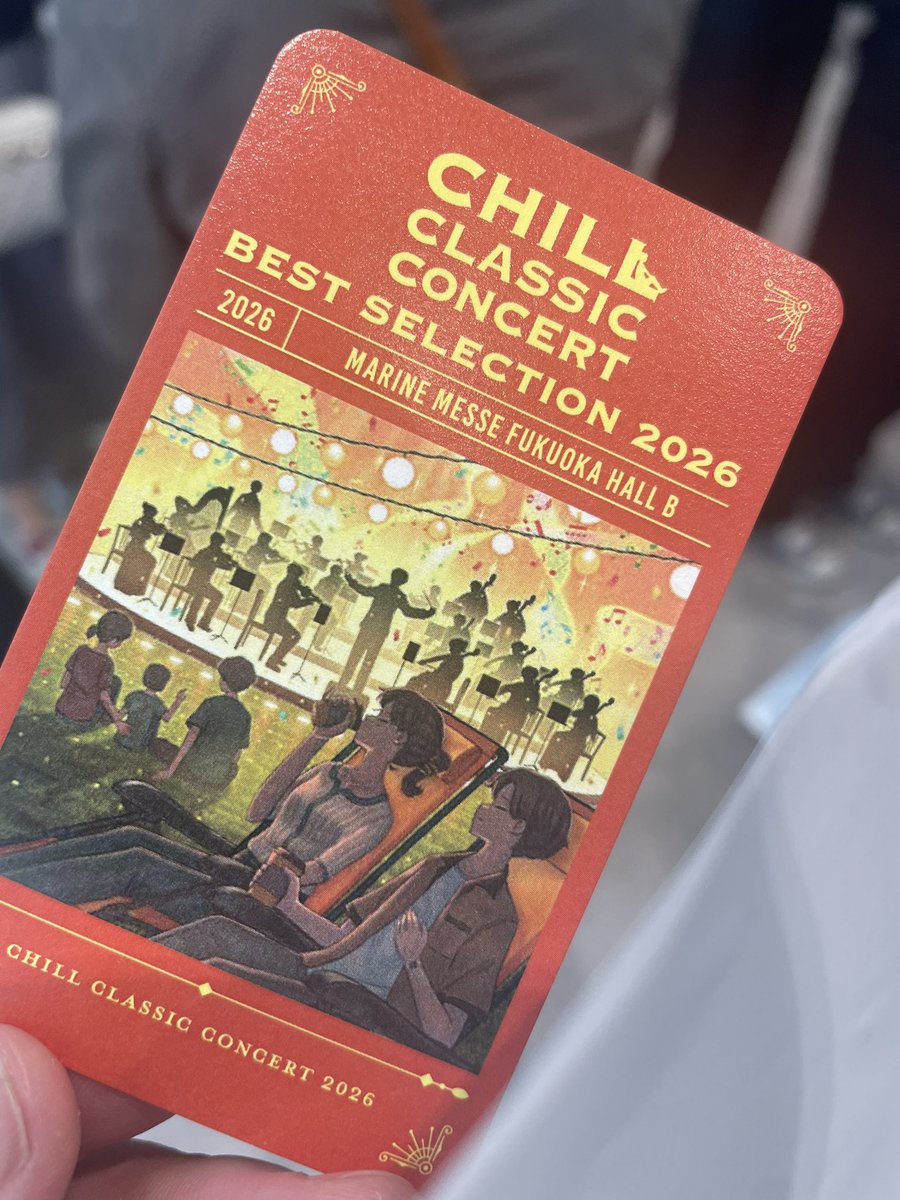 CHILL
CLASSIC
CONCERT
BEST SELECTION 2026
2026 MARINE MESSE FUKUOKA HALL B
CHILL CLASSIC CONCERT 2026